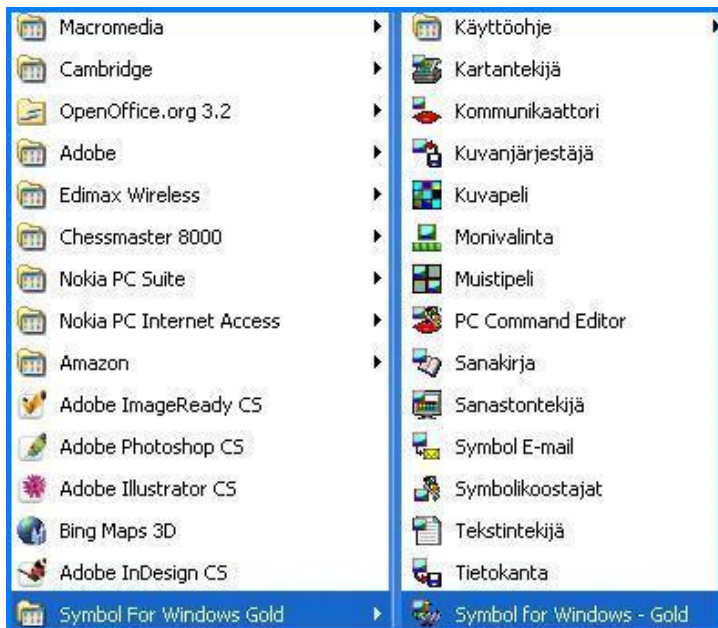 Macromedia
Cambridge
OpenOffice.org 3.2
Adobe
Edimax Wireless
Chessmaster 8000
Nokia PC Suite
Nokia PC Internet Access
Amazon
Adobe ImageReady CS
Adobe Photoshop CS
Adobe Illustrator CS
Bing Maps 3D
Adobe InDesign CS
Symbol For Windows Gold
Käyttöohje
Kartantekijä
Kommunikaattori
Kuvanjärjestäjä
Kuvapeli
Monivalinta
Muistipeli
PC Command Editor
Sanakirja
Sanastontekijä
Symbol E-mail
Symbolikoostajat
Tekstintekijä
Tietokanta
Symbol for Windows - Gold